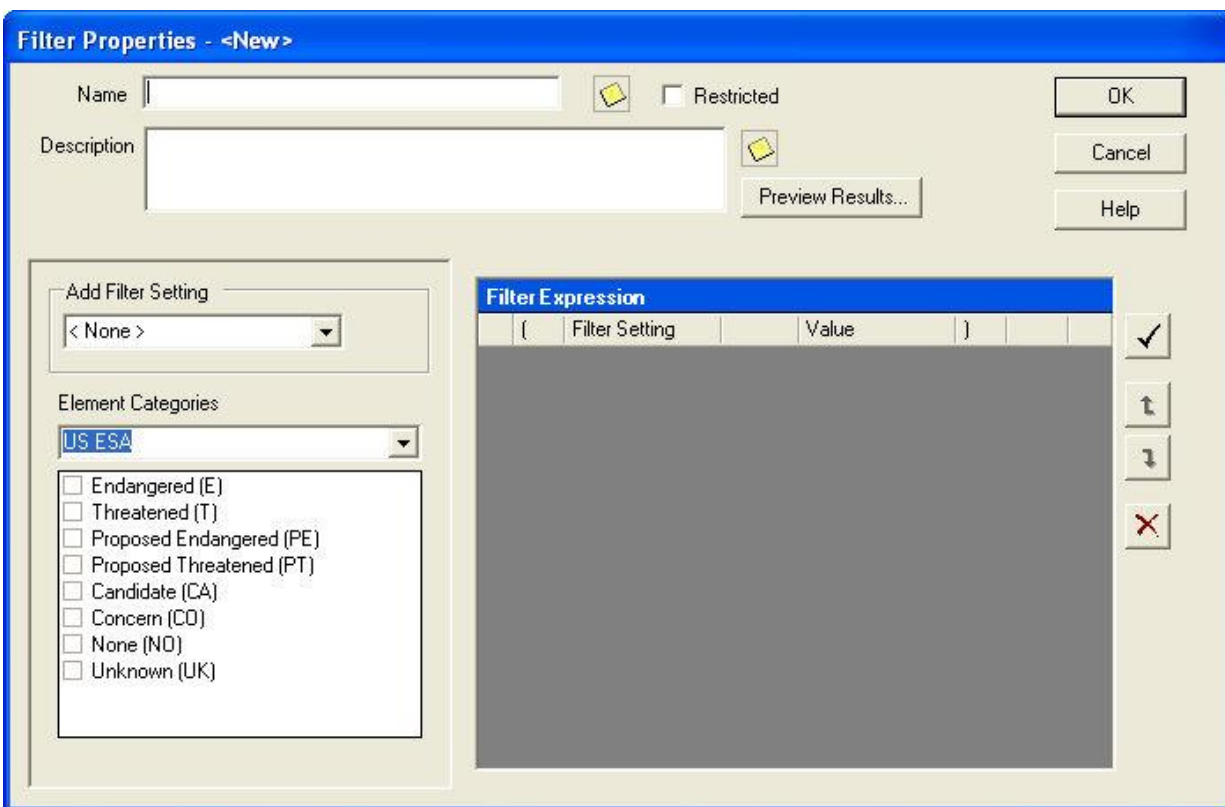 Filter Properties - <New>
Name
Restricted
OK
Description
Cancel
Preview Results...
Help
Add Filter Setting
< None >
Filter Expression
( Filter Setting Value )
Element Categories
US ESA
Endangered (E)
Threatened (T)
Proposed Endangered (PE)
Proposed Threatened (PT)
Candidate (CA)
Concern (CO)
None (NO)
Unknown (UK)